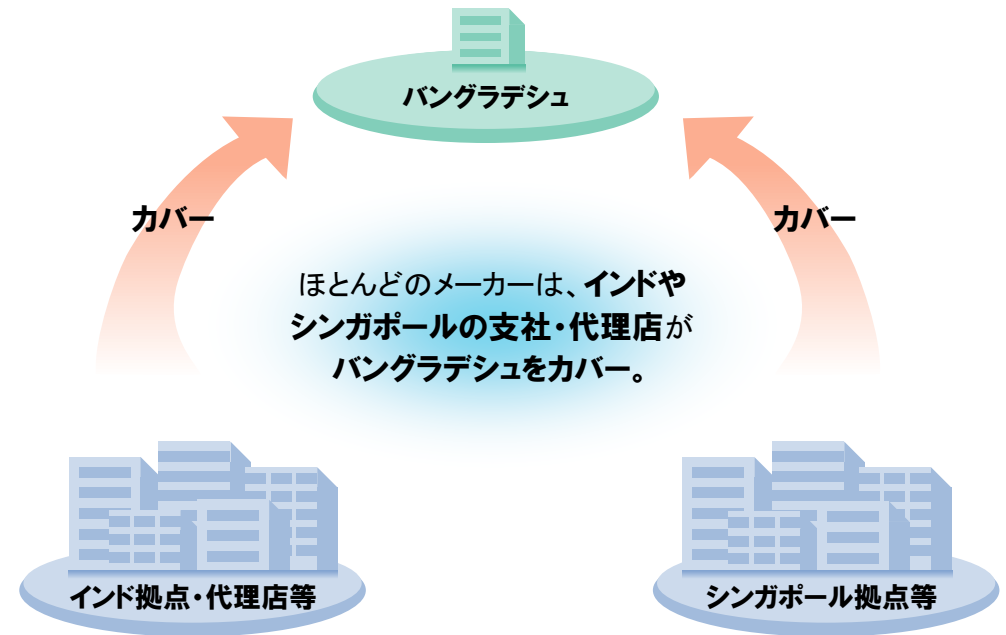 バングラデシュ
カバー
カバー
ほとんどのメーカーは、インドや
シンガポールの支社・代理店が
バングラデシュをカバー。
インド拠点・代理店等
シンガポール拠点等